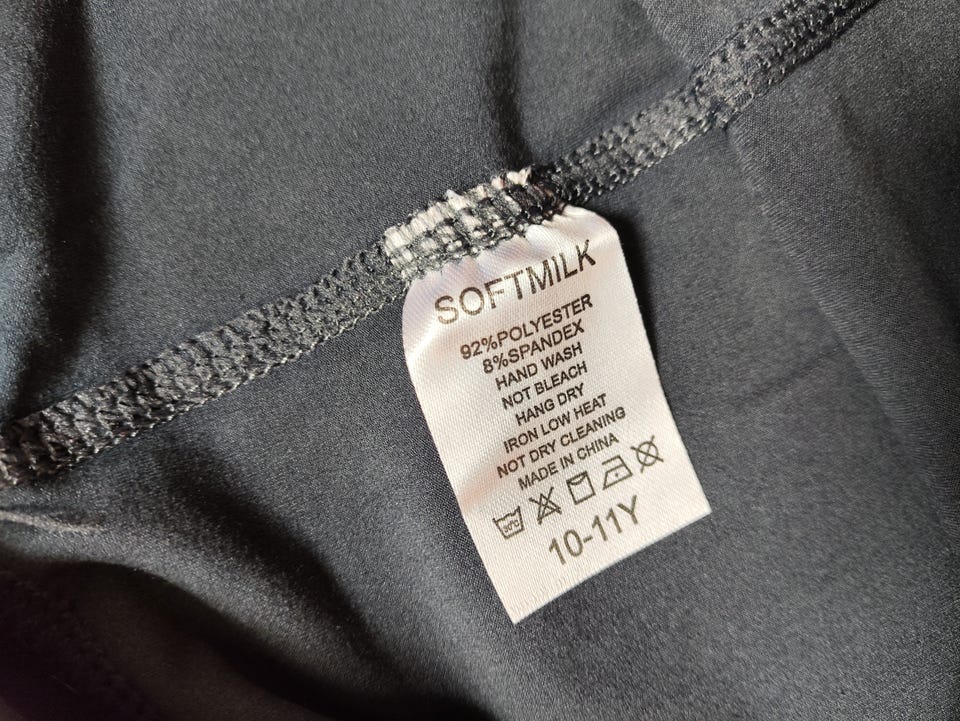 SOFTMILK
92%POLYESTER
8%SPANDEX
HAND WASH
NOT BLEACH
HANG DRY
IRON LOW HEAT
NOT DRY CLEANING
MADE IN CHINA
10-11Y